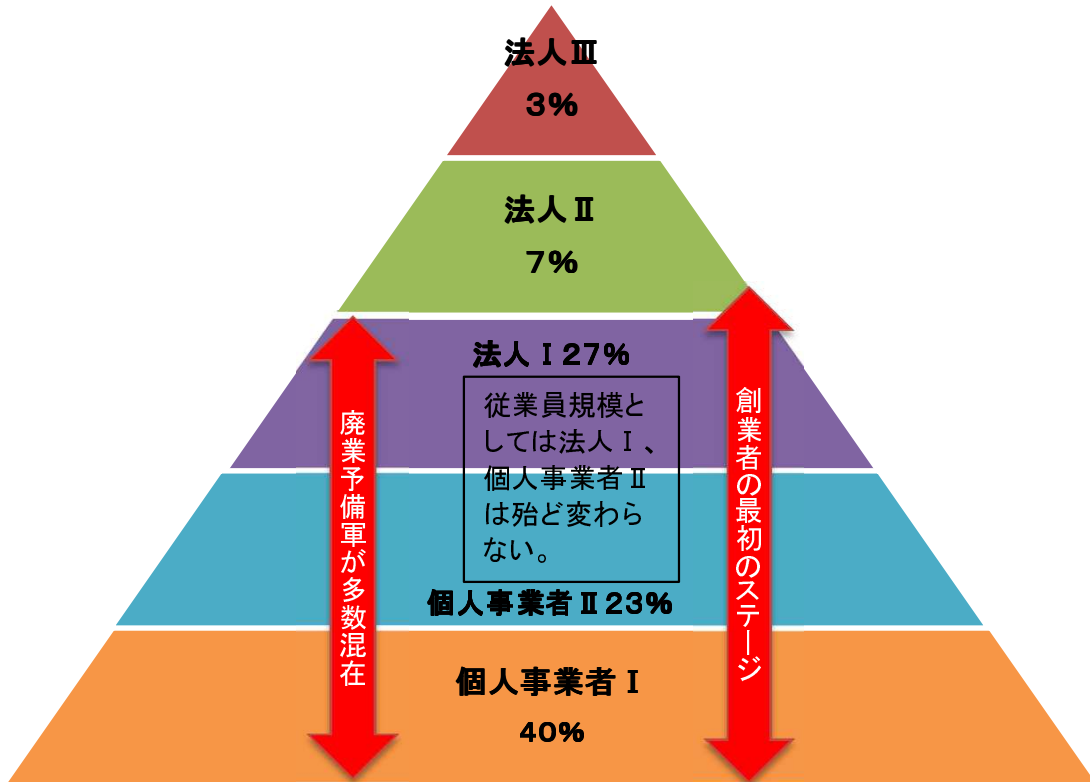 法人Ⅲ
3%
法人Ⅱ
7%
法人Ⅰ27%
従業員規模と
しては法人Ⅰ、
個人事業者Ⅱ
は殆ど変わら
ない。
個人事業者Ⅱ23%
個人事業者Ⅰ
40%
廃業予備軍が多数混在
創業者の最初のステージ